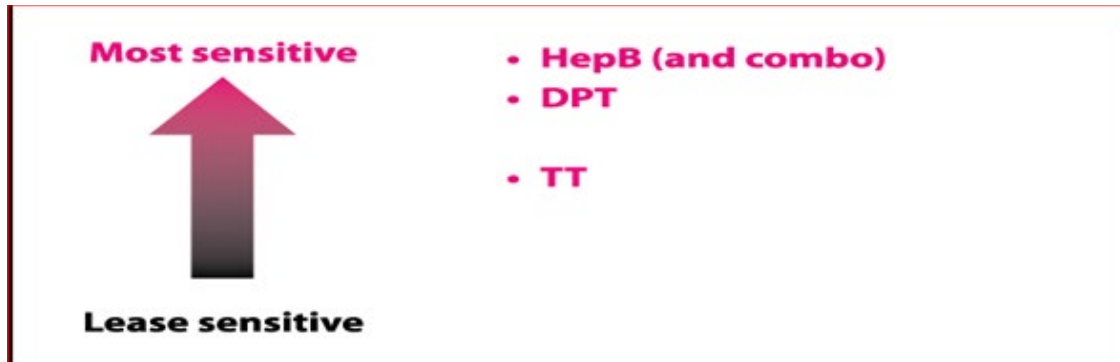 Most sensitive
• HepB (and combo)
• DPT
• TT
Lease sensitive